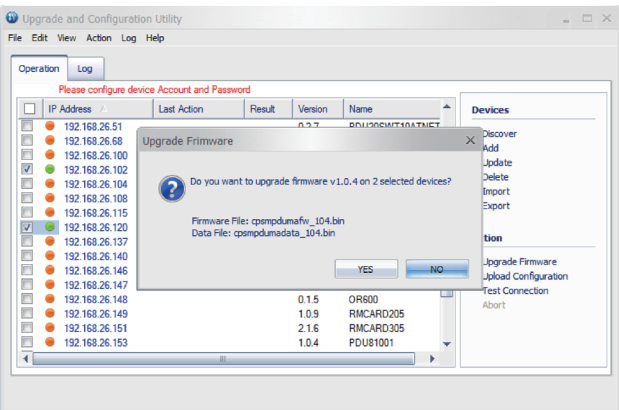 Upgrade and Configuration Utility
File Edit View Action Log Help
Operation Log
Please configure device Account and Password
IP Address Last Action Result Version Name
192.168.26.51 0.2.7 PDU20SWT10ATNET
192.168.26.68
192.168.26.100
192.168.26.102
192.168.26.104
192.168.26.108
192.168.26.115
192.168.26.120
192.168.26.137
192.168.26.140
192.168.26.146
192.168.26.147
192.168.26.148 0.1.5 OR600
192.168.26.149 1.0.9 RMCARD205
192.168.26.151 2.1.6 RMCARD305
192.168.26.153 1.0.4 PDU81001
Upgrade Frimware
Do you want to upgrade firmware v1.0.4 on 2 selected devices?
Firmware File: cpsmpdumafw_104.bin
Data File: cpsmpdumadata_104.bin
YES NO
Devices
Discover
Add
Update
Delete
Import
Export
tion
Upgrade Firmware
Upload Configuration
Test Connection
Abort